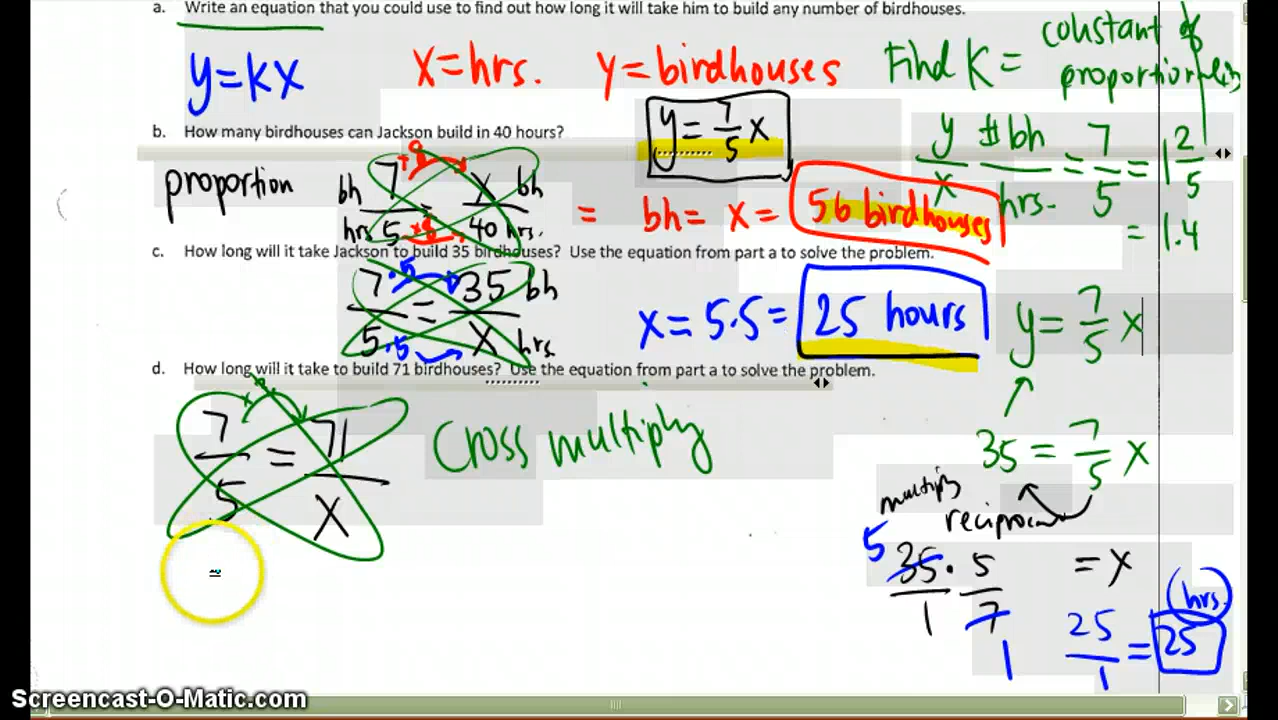 a. Write an equation that you could use to find out how long it will take him to build any number of birdhouses.
y=kx x=hrs. y=birdhouses Find K = constant of proportionality
b. How many birdhouses can Jackson build in 40 hours?
y = 7/5 x
y/x #bh/hrs. = 7/5 = 1 2/5
= 1.4
proportion bh 7/hrs 5 = x bh/40 hrs. = bh = x = 56 birdhouses
×8
×8
c. How long will it take Jackson to build 35 birdhouses? Use the equation from part a to solve the problem.
7/5 = 35 bh/x hrs.
·5
·5
x = 5·5 = 25 hours
y = 7/5 x
d. How long will it take to build 71 birdhouses? Use the equation from part a to solve the problem.
7/5 = 71/x
Cross multiply
35 = 7/5 x
multiply
reciprocal
5
35/1 · 5/7 = x
1
(hrs.)
25/1 = 25
Screencast-O-Matic.com